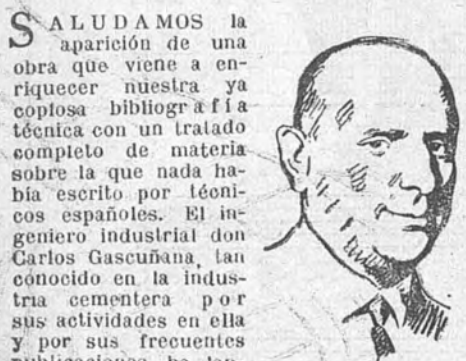 SALUDAMOS la
aparición de una
obra que viene a en-
riquecer nuestra ya
copiosa bibliografía
técnica con un tratado
completo de materia
sobre la que nada ha-
bía escrito por técni-
cos españoles. El in-
geniero industrial don
Carlos Gascuñana, tan
conocido en la indus-
tria cementera por
sus actividades en ella
y por sus frecuentes